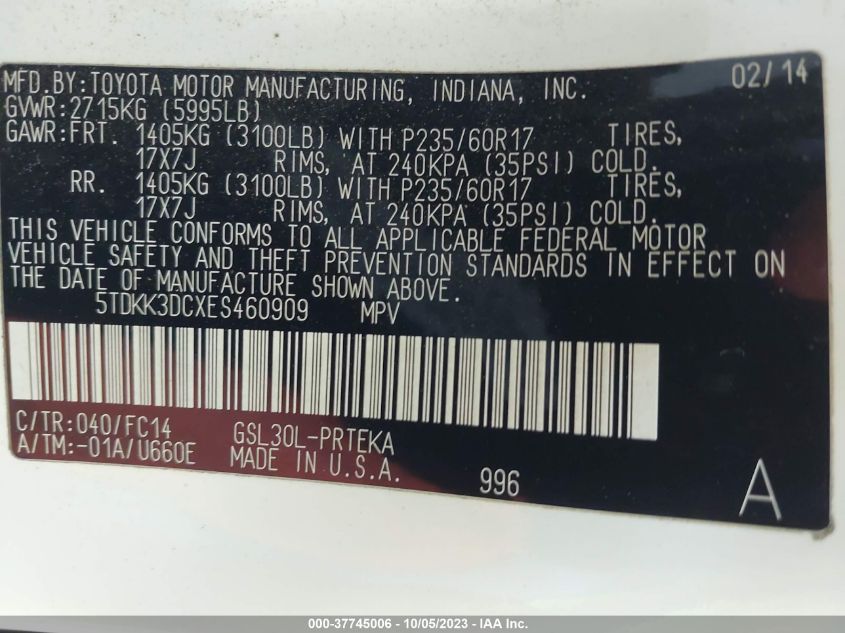 MFD.BY:TOYOTA MOTOR MANUFACTURING, INDIANA, INC. 02/14
GVWR:2715KG (5995LB)
GAWR:FRT. 1405KG (3100LB) WITH P235/60R17 TIRES,
17X7J RIMS, AT 240KPA (35PSI) COLD.
RR. 1405KG (3100LB) WITH P235/60R17 TIRES,
17X7J RIMS, AT 240KPA (35PSI) COLD.
THIS VEHICLE CONFORMS TO ALL APPLICABLE FEDERAL MOTOR
VEHICLE SAFETY AND THEFT PREVENTION STANDARDS IN EFFECT ON
THE DATE OF MANUFACTURE SHOWN ABOVE.
5TDKK3DCXES460909 MPV
C/TR:040/FC14 GSL30L-PRTEKA
A/TM:-01A/U660E MADE IN U.S.A. 996 A
000-37745006 - 10/05/2023 - IAA, Inc.